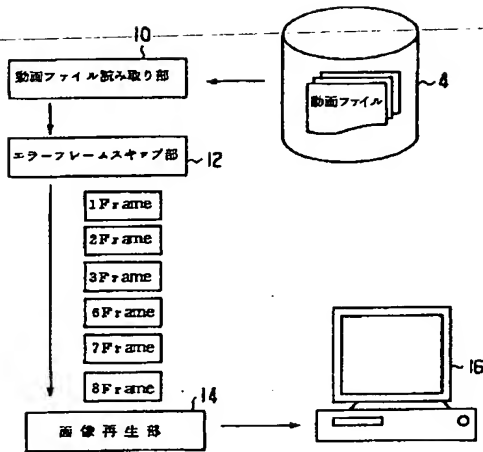 10
動画ファイル読み取り部
4
動画ファイル
エラーフレームスキップ部
12
1Frame
2Frame
3Frame
6Frame
7Frame
8Frame
14
画像再生部
16